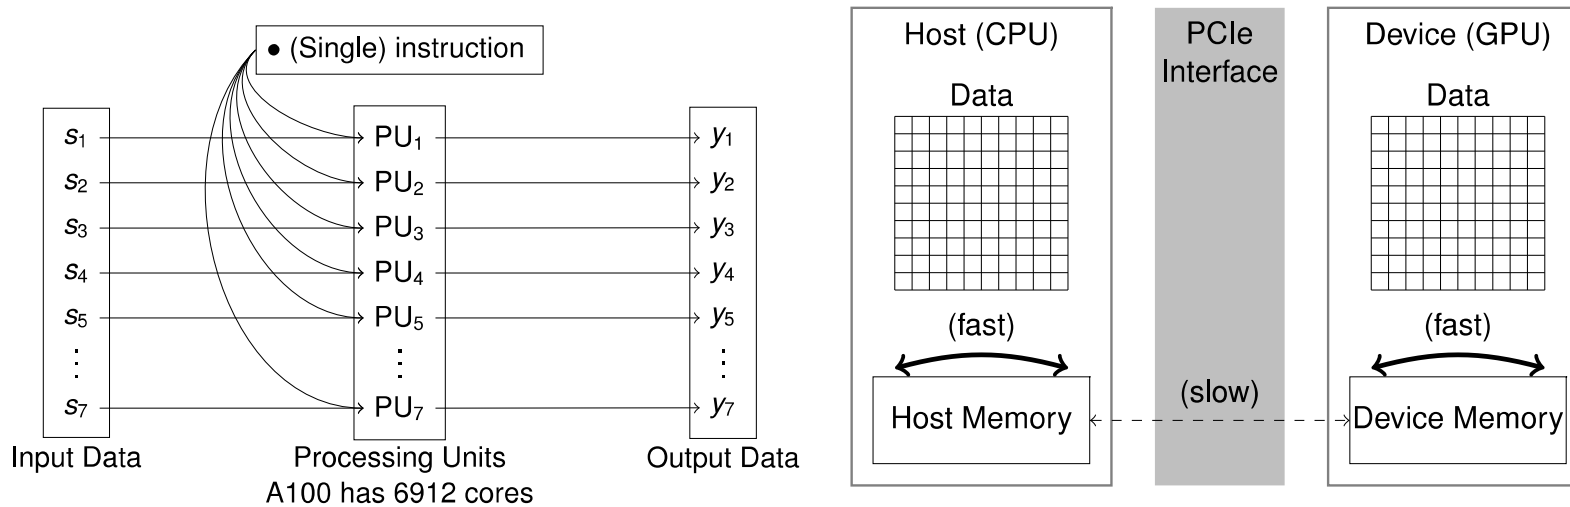 • (Single) instruction
s₁
s₂
s₃
s₄
s₅
⋮
s₇
Input Data
PU₁
PU₂
PU₃
PU₄
PU₅
⋮
PU₇
Processing Units
A100 has 6912 cores
y₁
y₂
y₃
y₄
y₅
⋮
y₇
Output Data
Host (CPU)
Data
(fast)
Host Memory
PCIe
Interface
(slow)
Device (GPU)
Data
(fast)
Device Memory